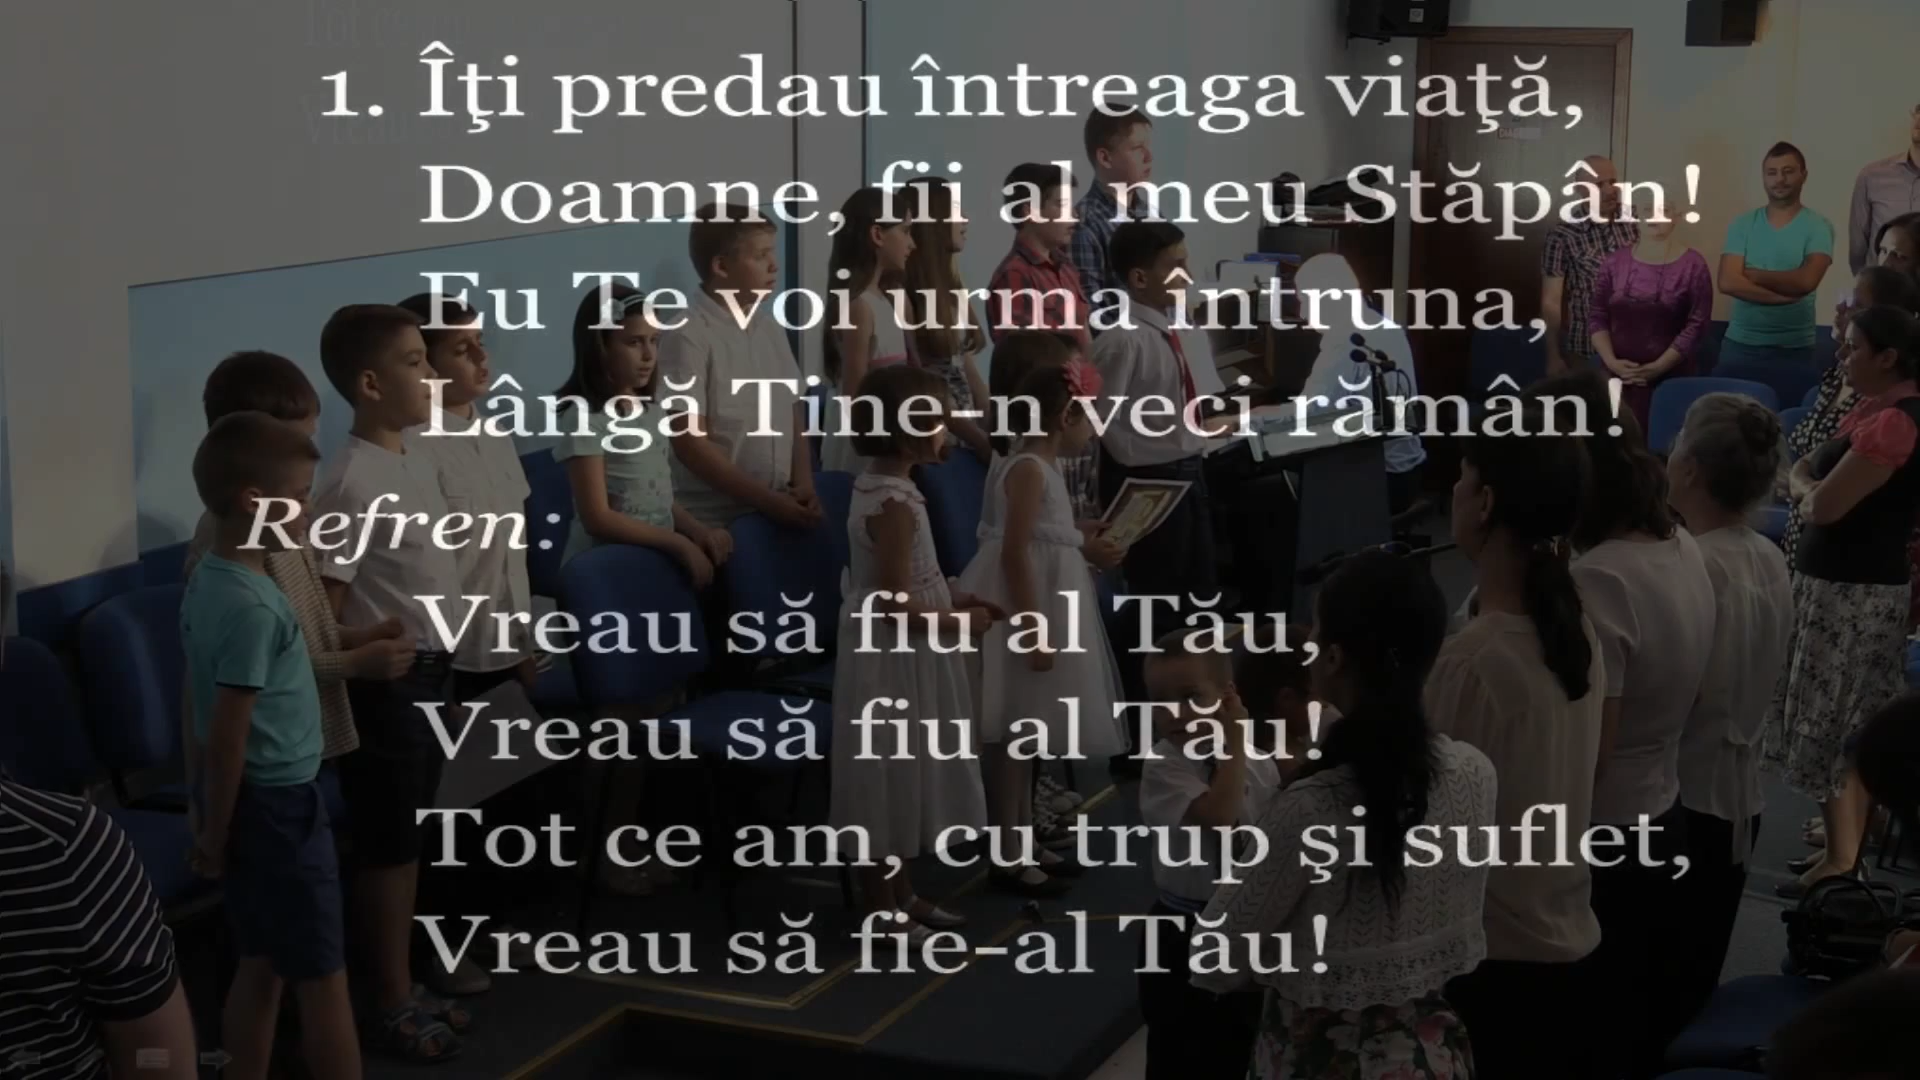 1. Îţi predau întreaga viaţă,
Doamne, fii al meu Stăpân!
Eu Te voi urma întruna,
Lângă Tine-n veci rămân!
Refren:
Vreau să fiu al Tău,
Vreau să fiu al Tău!
Tot ce am, cu trup şi suflet,
Vreau să fie-al Tău!